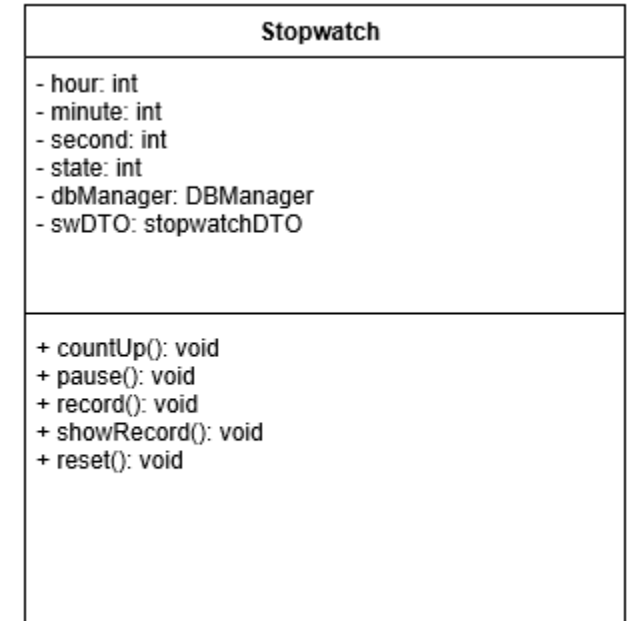 Stopwatch
- hour: int
- minute: int
- second: int
- state: int
- dbManager: DBManager
- swDTO: stopwatchDTO
+ countUp(): void
+ pause(): void
+ record(): void
+ showRecord(): void
+ reset(): void